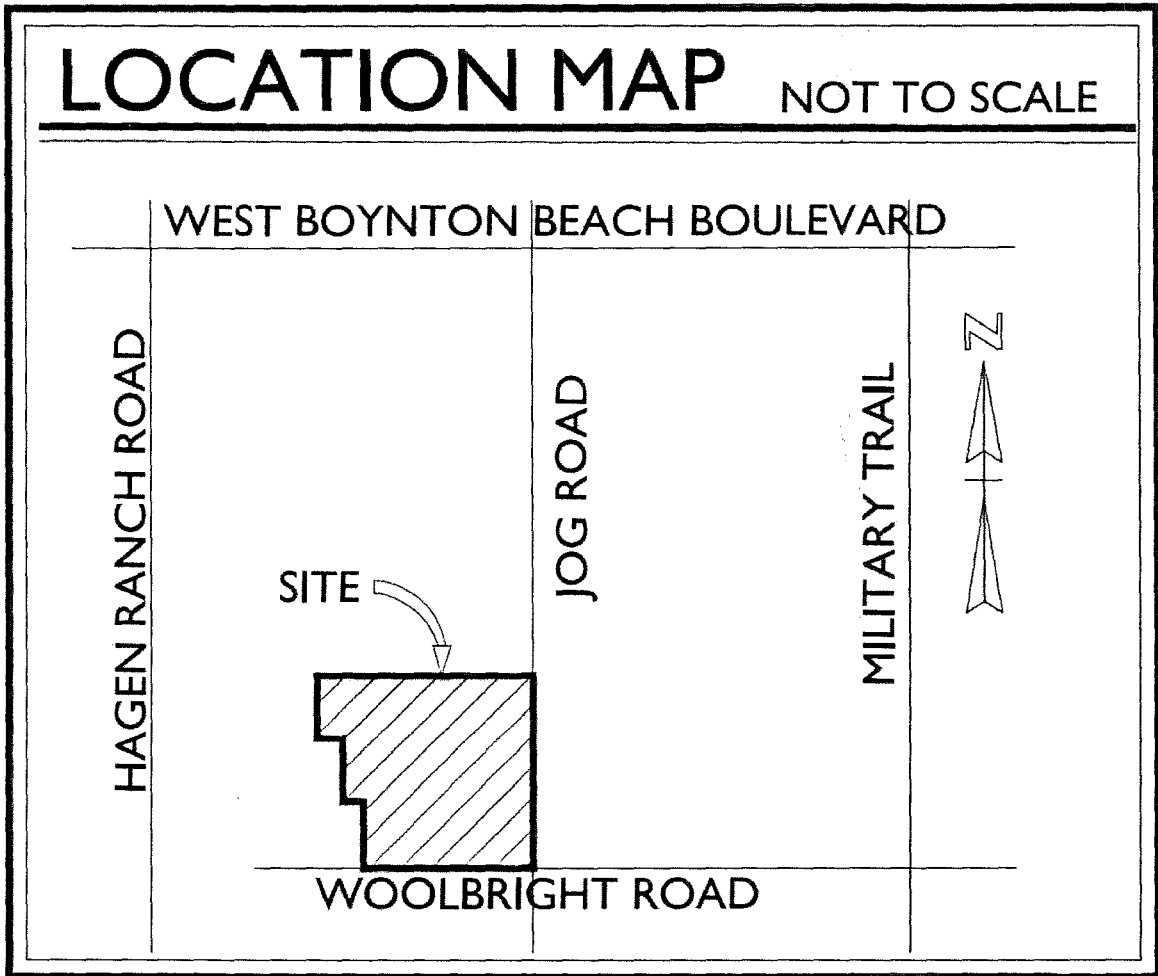 LOCATION MAP NOT TO SCALE
WEST BOYNTON BEACH BOULEVARD
HAGEN RANCH ROAD
JOG ROAD
MILITARY TRAIL
N
SITE
WOOLBRIGHT ROAD